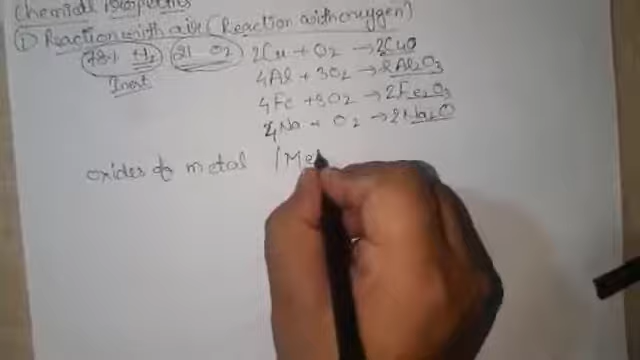 Chemical Properties
① Reaction with air (Reaction with oxygen)
78% N2 21% O2 2Cu + O2 → 2CuO
Inert 4Al + 3O2 → 2Al2O3
4Fe + 3O2 → 2Fe2O3
4Na + O2 → 2Na2O
oxides of metal (Me